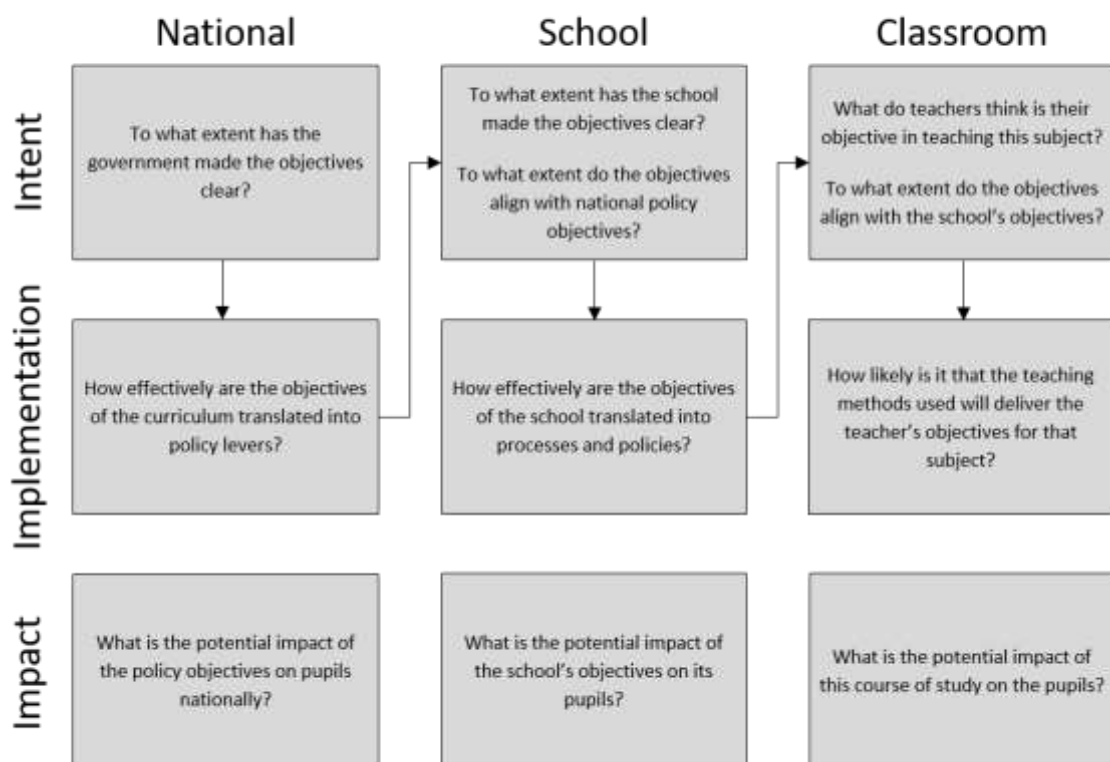 National
School
Classroom
Intent
To what extent has the
government made the objectives
clear?
To what extent has the school
made the objectives clear?
To what extent do the objectives
align with national policy
objectives?
What do teachers think is their
objective in teaching this subject?
To what extent do the objectives
align with the school's objectives?
Implementation
How effectively are the objectives
of the curriculum translated into
policy levers?
How effectively are the objectives
of the school translated into
processes and policies?
How likely is it that the teaching
methods used will deliver the
teacher's objectives for that
subject?
Impact
What is the potential impact of
the policy objectives on pupils
nationally?
What is the potential impact of
the school's objectives on its
pupils?
What is the potential impact of
this course of study on the pupils?